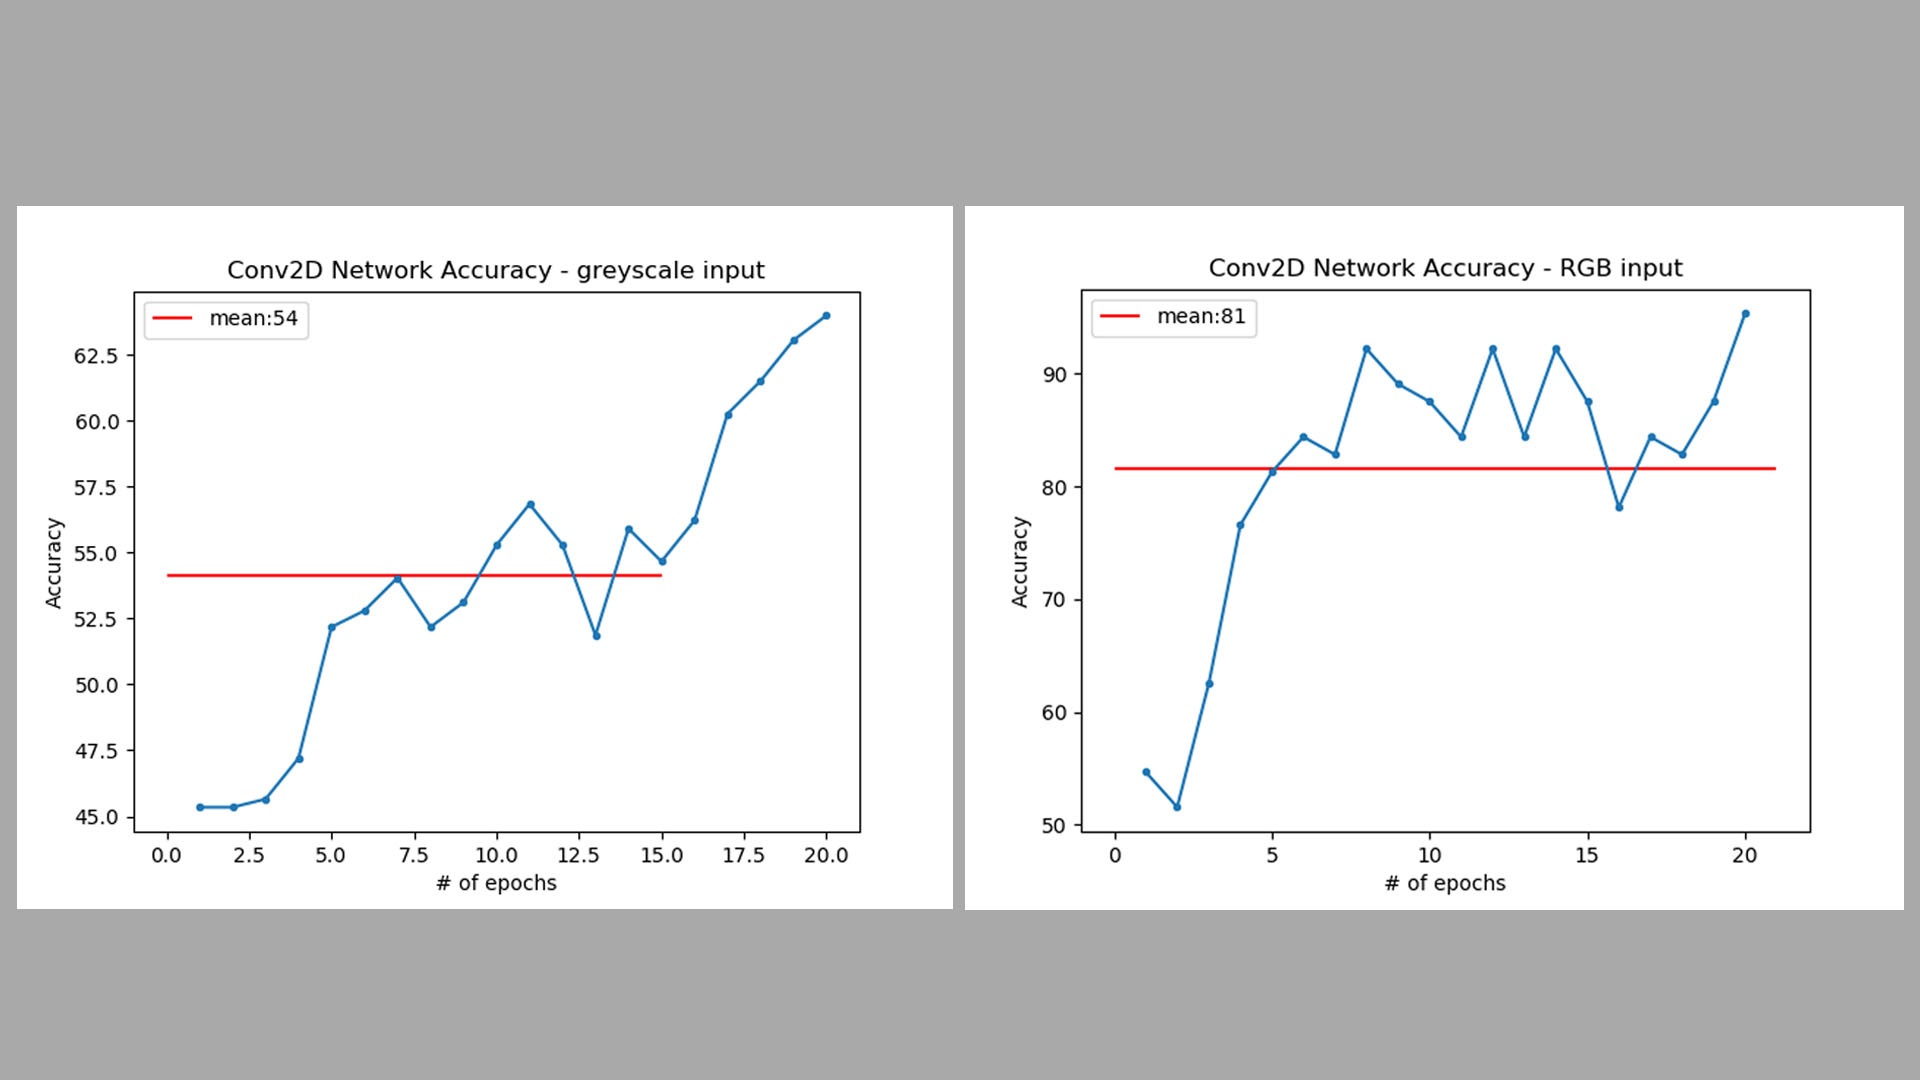 Conv2D Network Accuracy - greyscale input
mean:54
62.5
60.0
57.5
55.0
52.5
50.0
47.5
45.0
Accuracy
0.0 2.5 5.0 7.5 10.0 12.5 15.0 17.5 20.0
# of epochs
Conv2D Network Accuracy - RGB input
mean:81
90
80
70
60
50
Accuracy
0 5 10 15 20
# of epochs